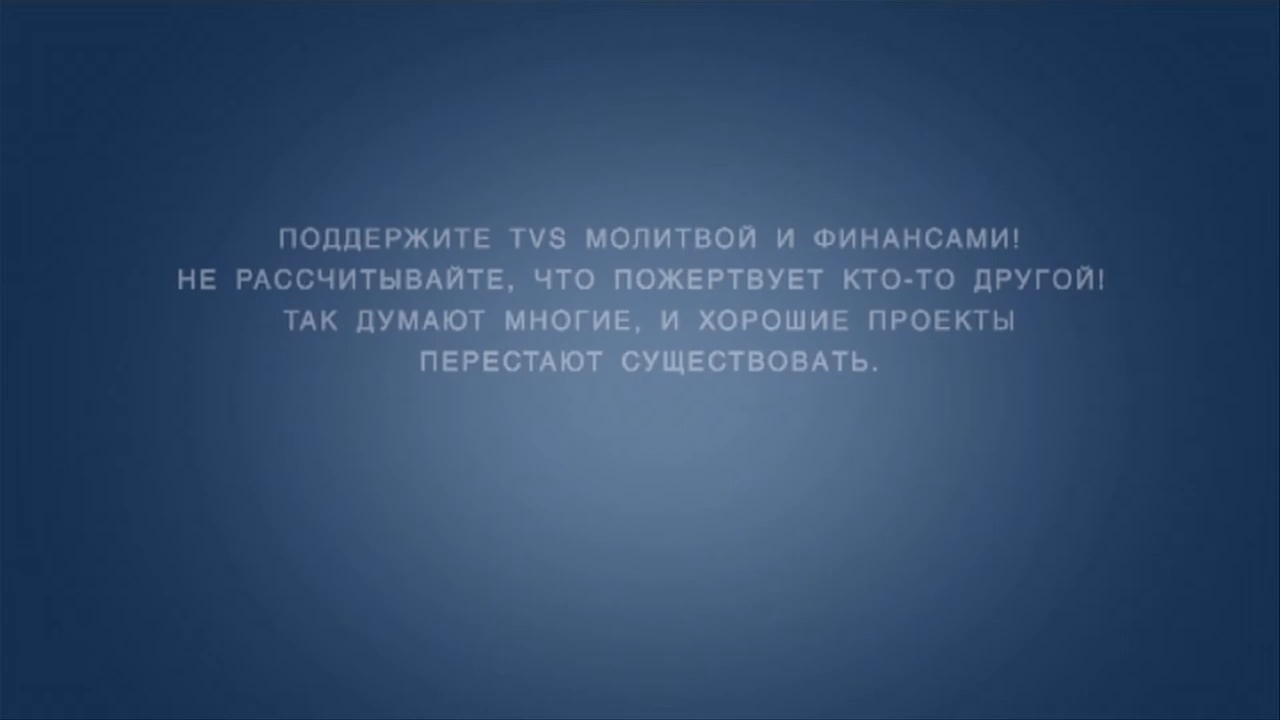 ПОДДЕРЖИТЕ TVS МОЛИТВОЙ И ФИНАНСАМИ!
НЕ РАССЧИТЫВАЙТЕ, ЧТО ПОЖЕРТВУЕТ КТО-ТО ДРУГОЙ!
ТАК ДУМАЮТ МНОГИЕ, И ХОРОШИЕ ПРОЕКТЫ
ПЕРЕСТАЮТ СУЩЕСТВОВАТЬ.